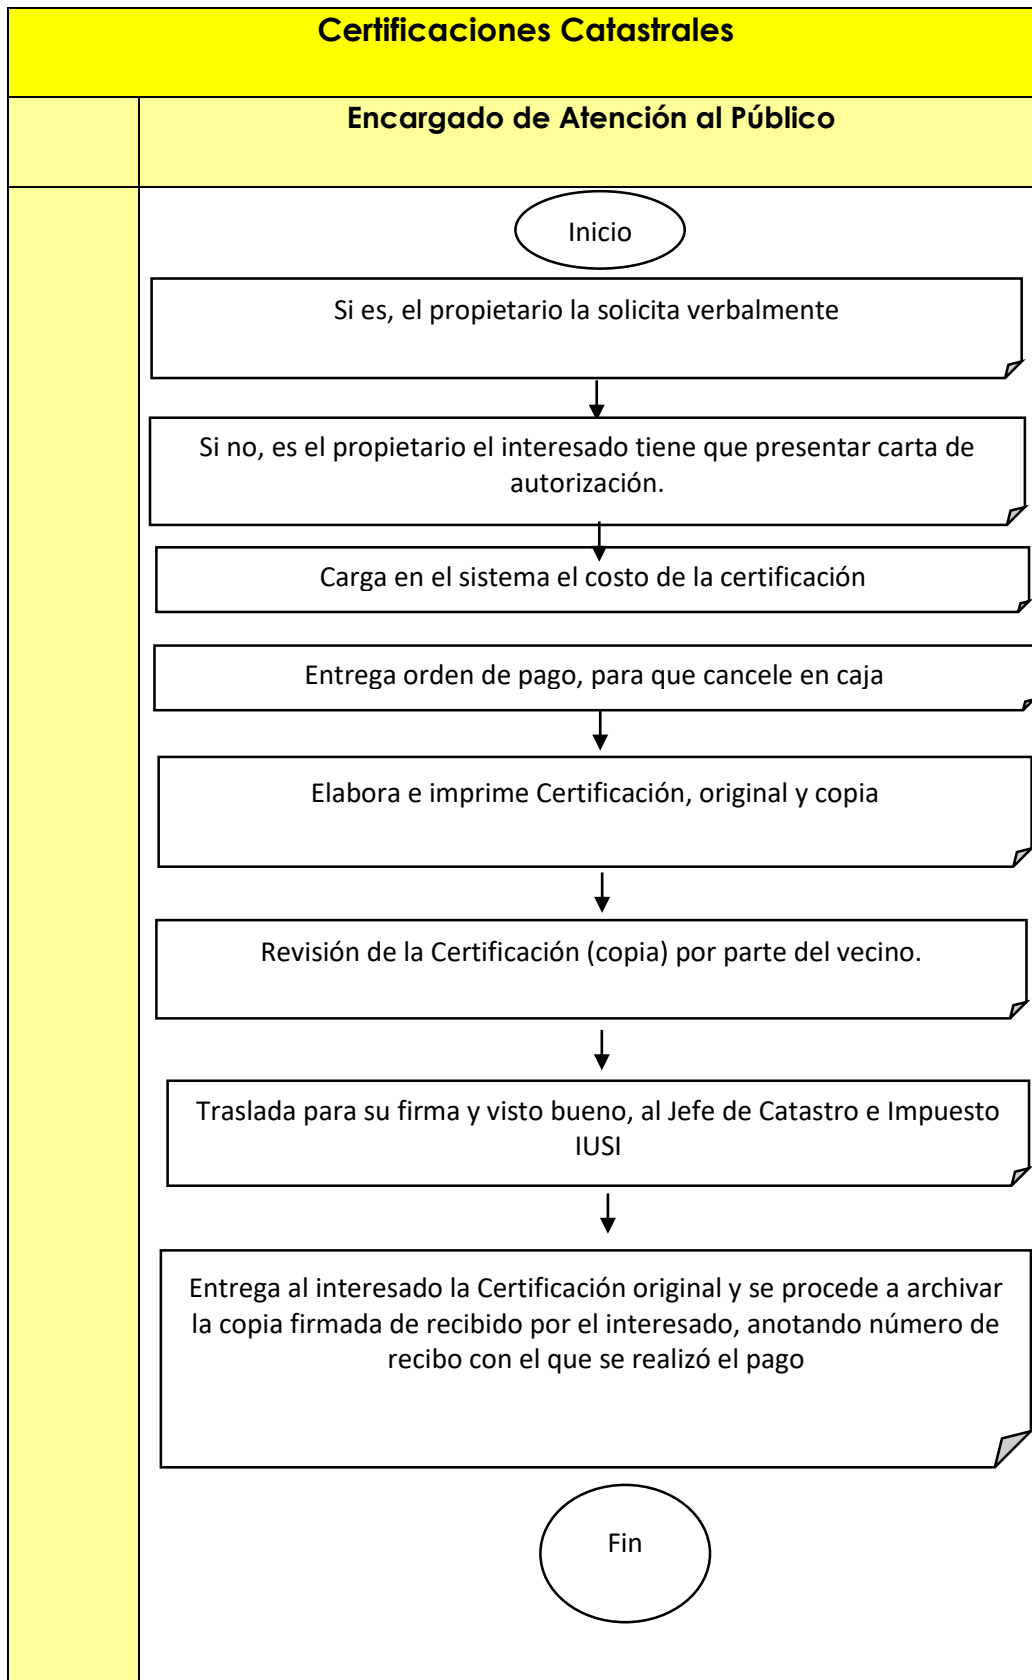 Certificaciones Catastrales
Encargado de Atención al Público
Inicio
Si es, el propietario la solicita verbalmente
Si no, es el propietario el interesado tiene que presentar carta de
autorización.
Carga en el sistema el costo de la certificación
Entrega orden de pago, para que cancele en caja
Elabora e imprime Certificación, original y copia
Revisión de la Certificación (copia) por parte del vecino.
Traslada para su firma y visto bueno, al Jefe de Catastro e Impuesto
IUSI
Entrega al interesado la Certificación original y se procede a archivar
la copia firmada de recibido por el interesado, anotando número de
recibo con el que se realizó el pago
Fin